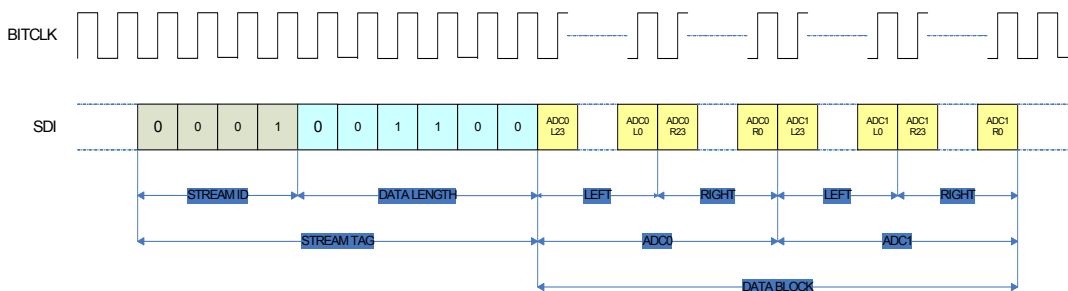 BITCLK
SDI
0 0 0 1 0 0 1 1 0 0
ADC0 L23
ADC0 L0
ADC0 R23
ADC0 R0
ADC1 L23
ADC1 L0
ADC1 R23
ADC1 R0
STREAM ID DATA LENGTH LEFT RIGHT LEFT RIGHT
STREAM TAG ADC0 ADC1
DATA BLOCK